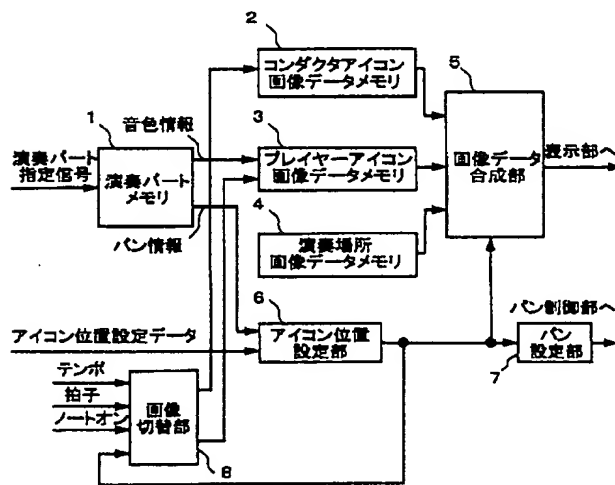 2
コンダクタアイコン
画像データメモリ
5
画像データ
合成部
表示部へ
1
音色情報
3
演奏パート
指定信号
演奏パート
メモリ
プレイヤーアイコン
画像データメモリ
パン情報
4
演奏場所
画像データメモリ
6
パン制御部へ
アイコン位置設定データ
アイコン位置
設定部
パン
設定部
7
テンポ
拍子
ノートオン
画像
切替部
8